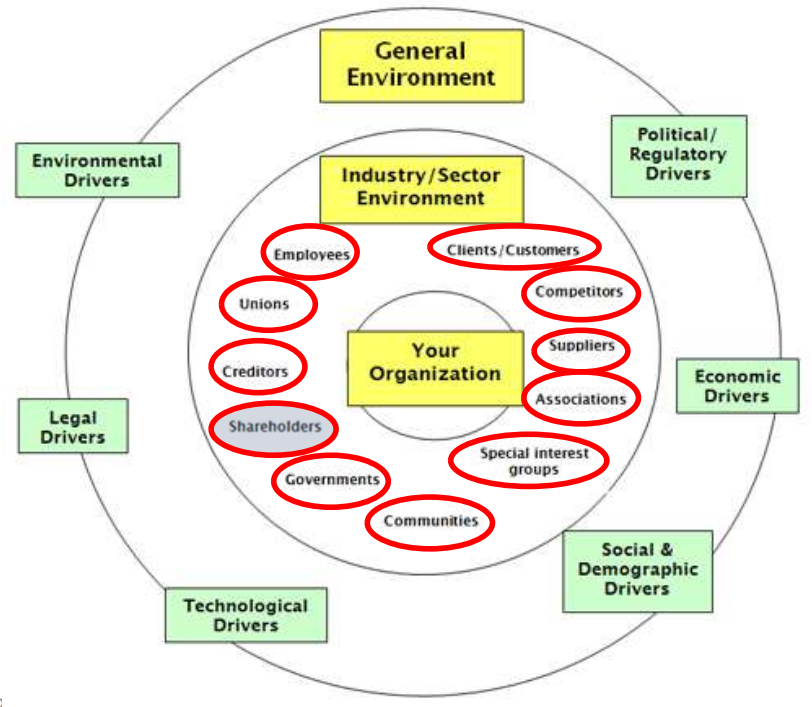 General
Environment
Environmental
Drivers
Political/
Regulatory
Drivers
Industry/Sector
Environment
Employees
Clients/Customers
Unions
Competitors
Creditors
Your
Organization
Suppliers
Associations
Shareholders
Special interest
groups
Governments
Communities
Legal
Drivers
Economic
Drivers
Technological
Drivers
Social &
Demographic
Drivers